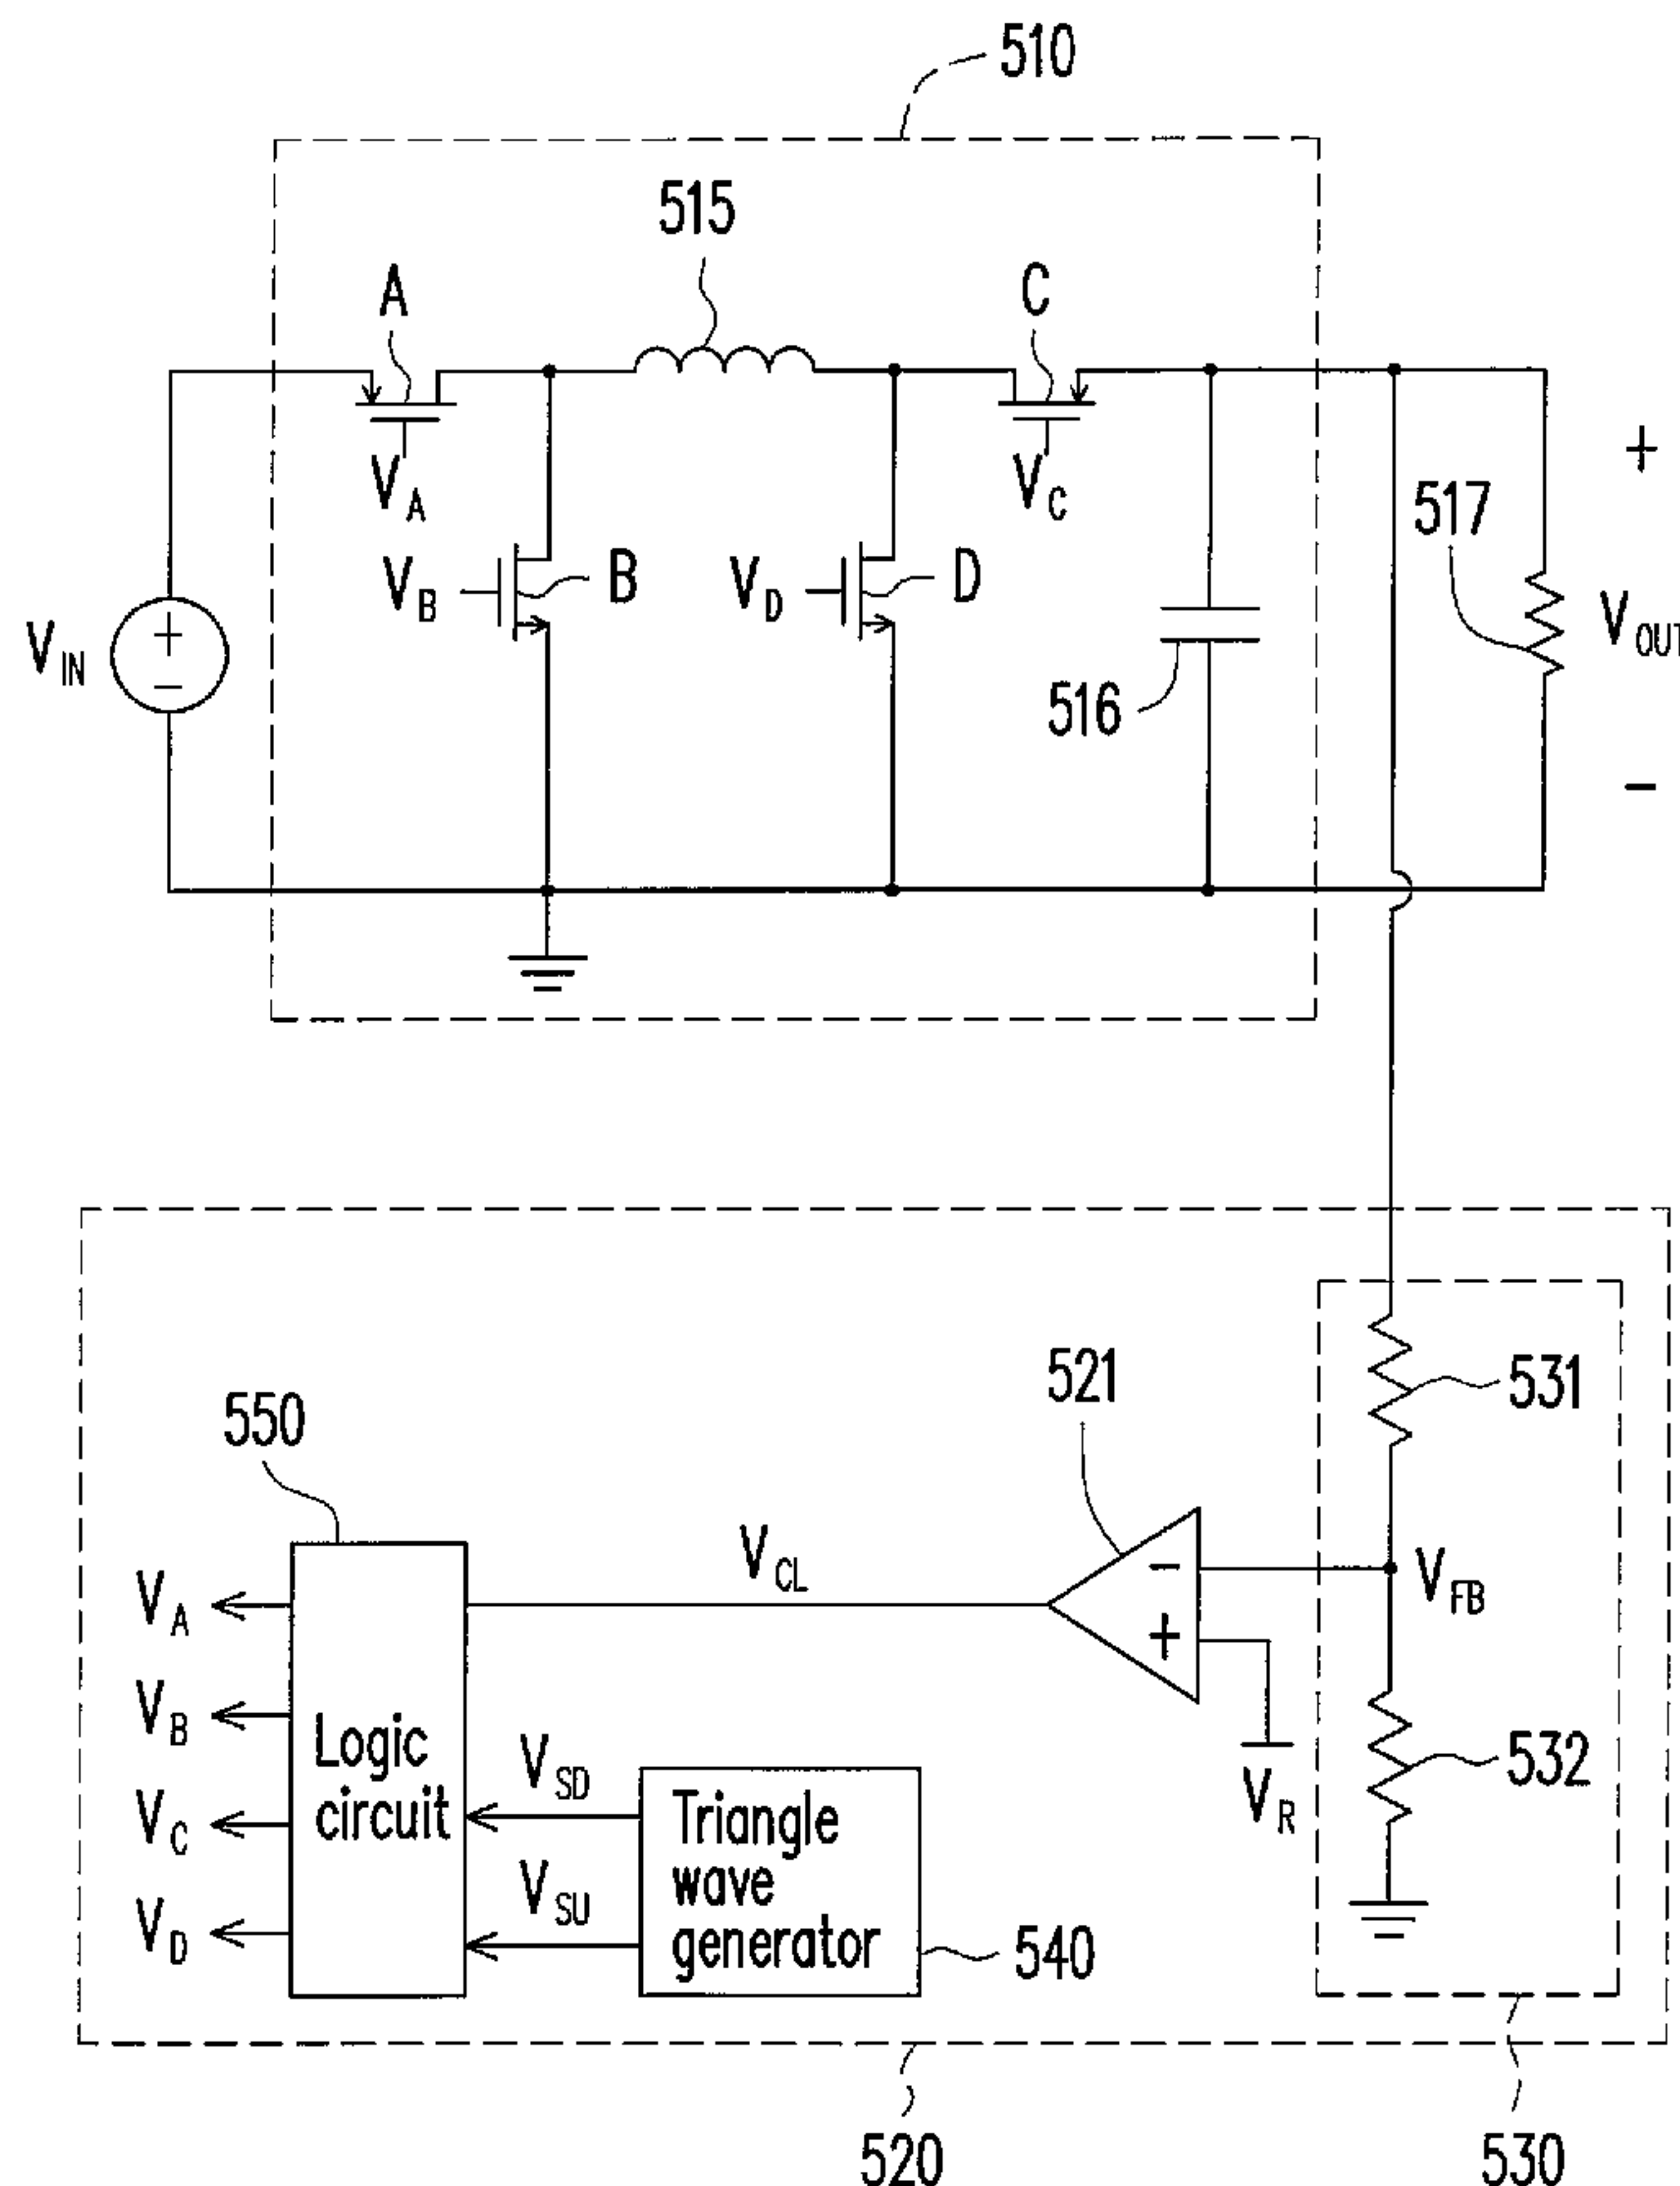 510
515
A
C
V_A
V_C
+
517
V_B
B
V_D
D
V_IN
+
−
V_OUT
516
−
521
531
550
V_CL
−
V_FB
V_A
+
V_B
Logic
circuit
V_SD
Triangle
wave
generator
V_R
532
V_C
V_SU
V_D
540
520
530